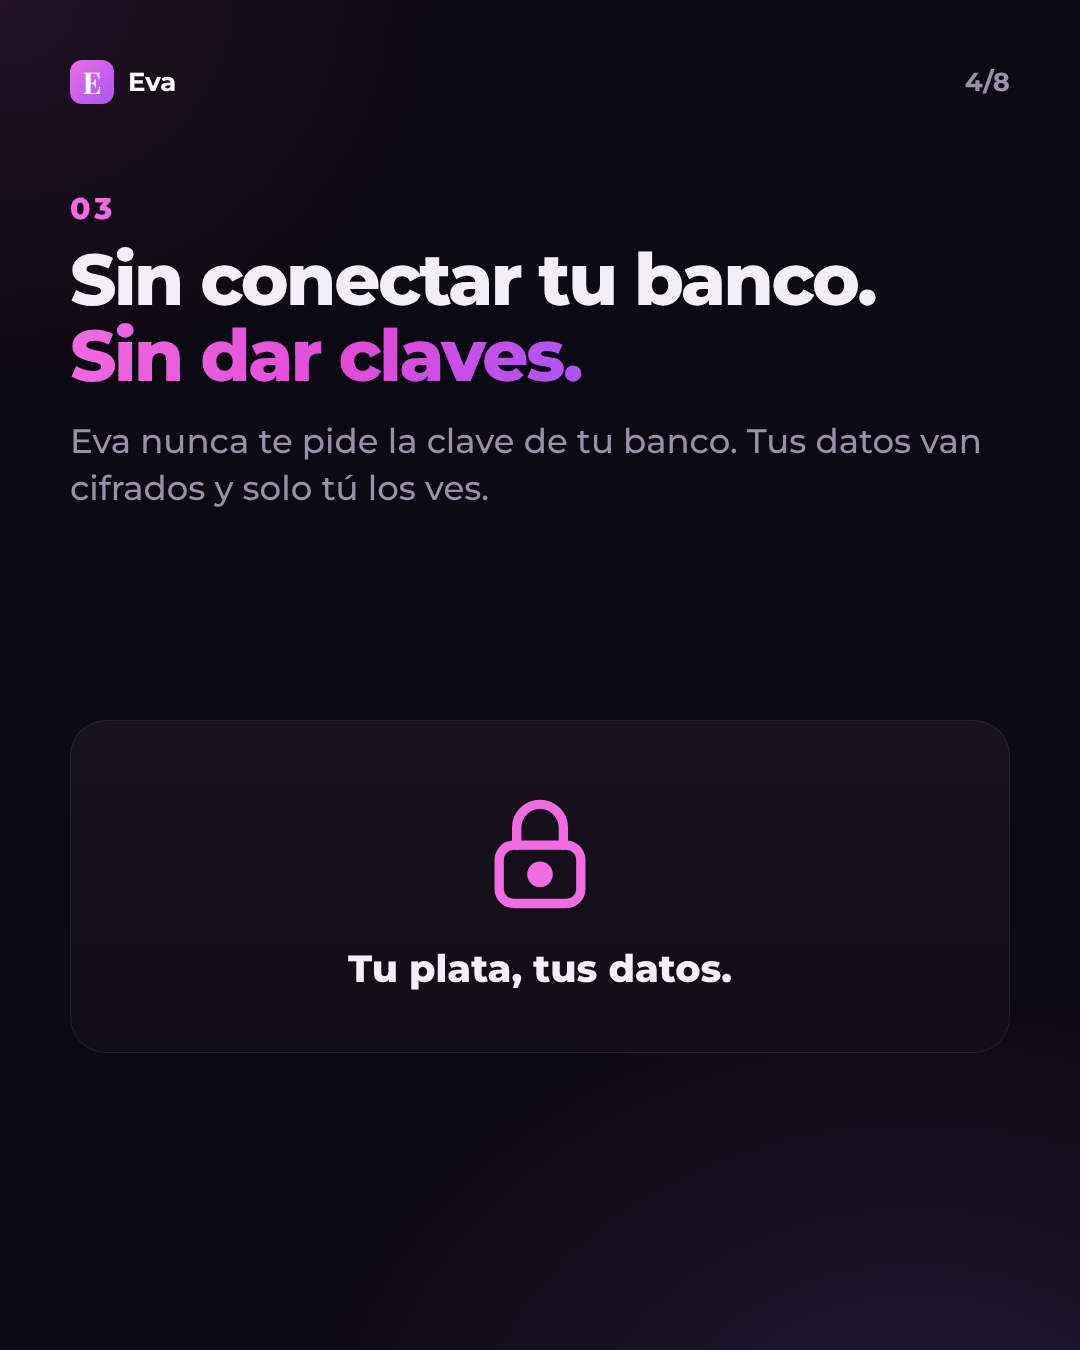 E Eva
4/8
03
Sin conectar tu banco.
Sin dar claves.
Eva nunca te pide la clave de tu banco. Tus datos van
cifrados y solo tú los ves.
Tu plata, tus datos.